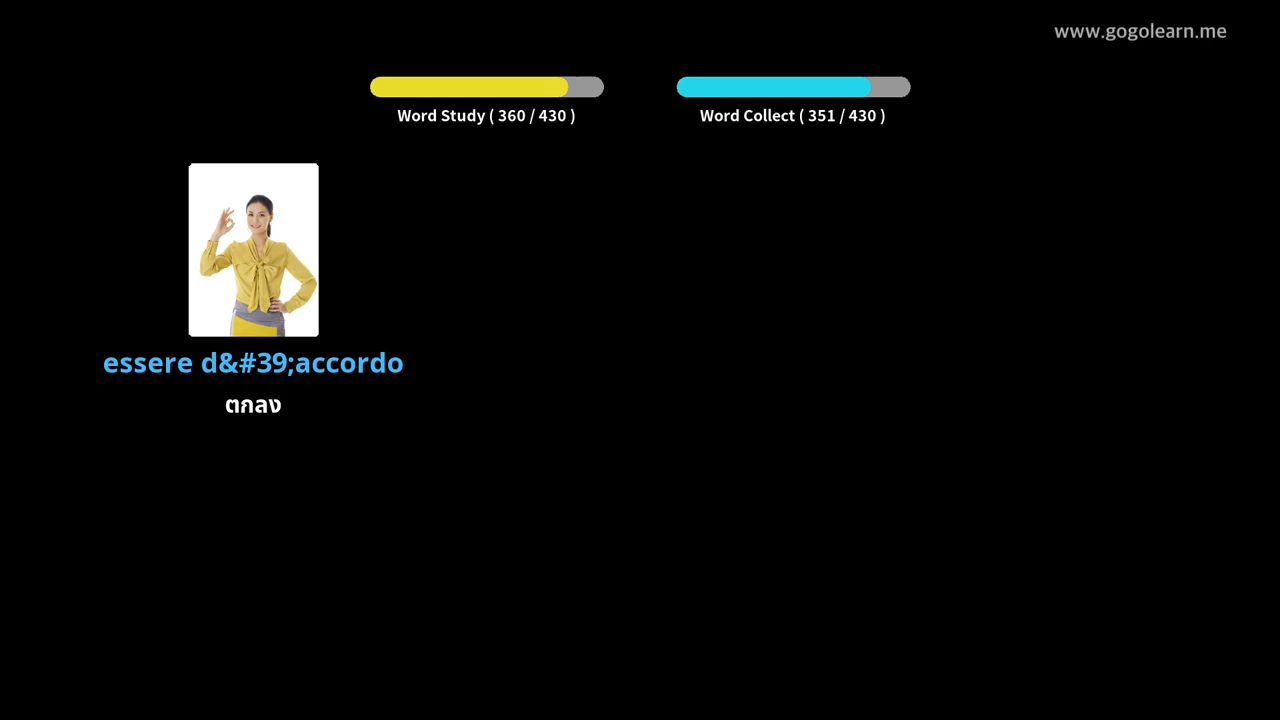 www.gogolearn.me
Word Study ( 360 / 430 )
Word Collect ( 351 / 430 )
essere d&#39;accordo
ตกลง